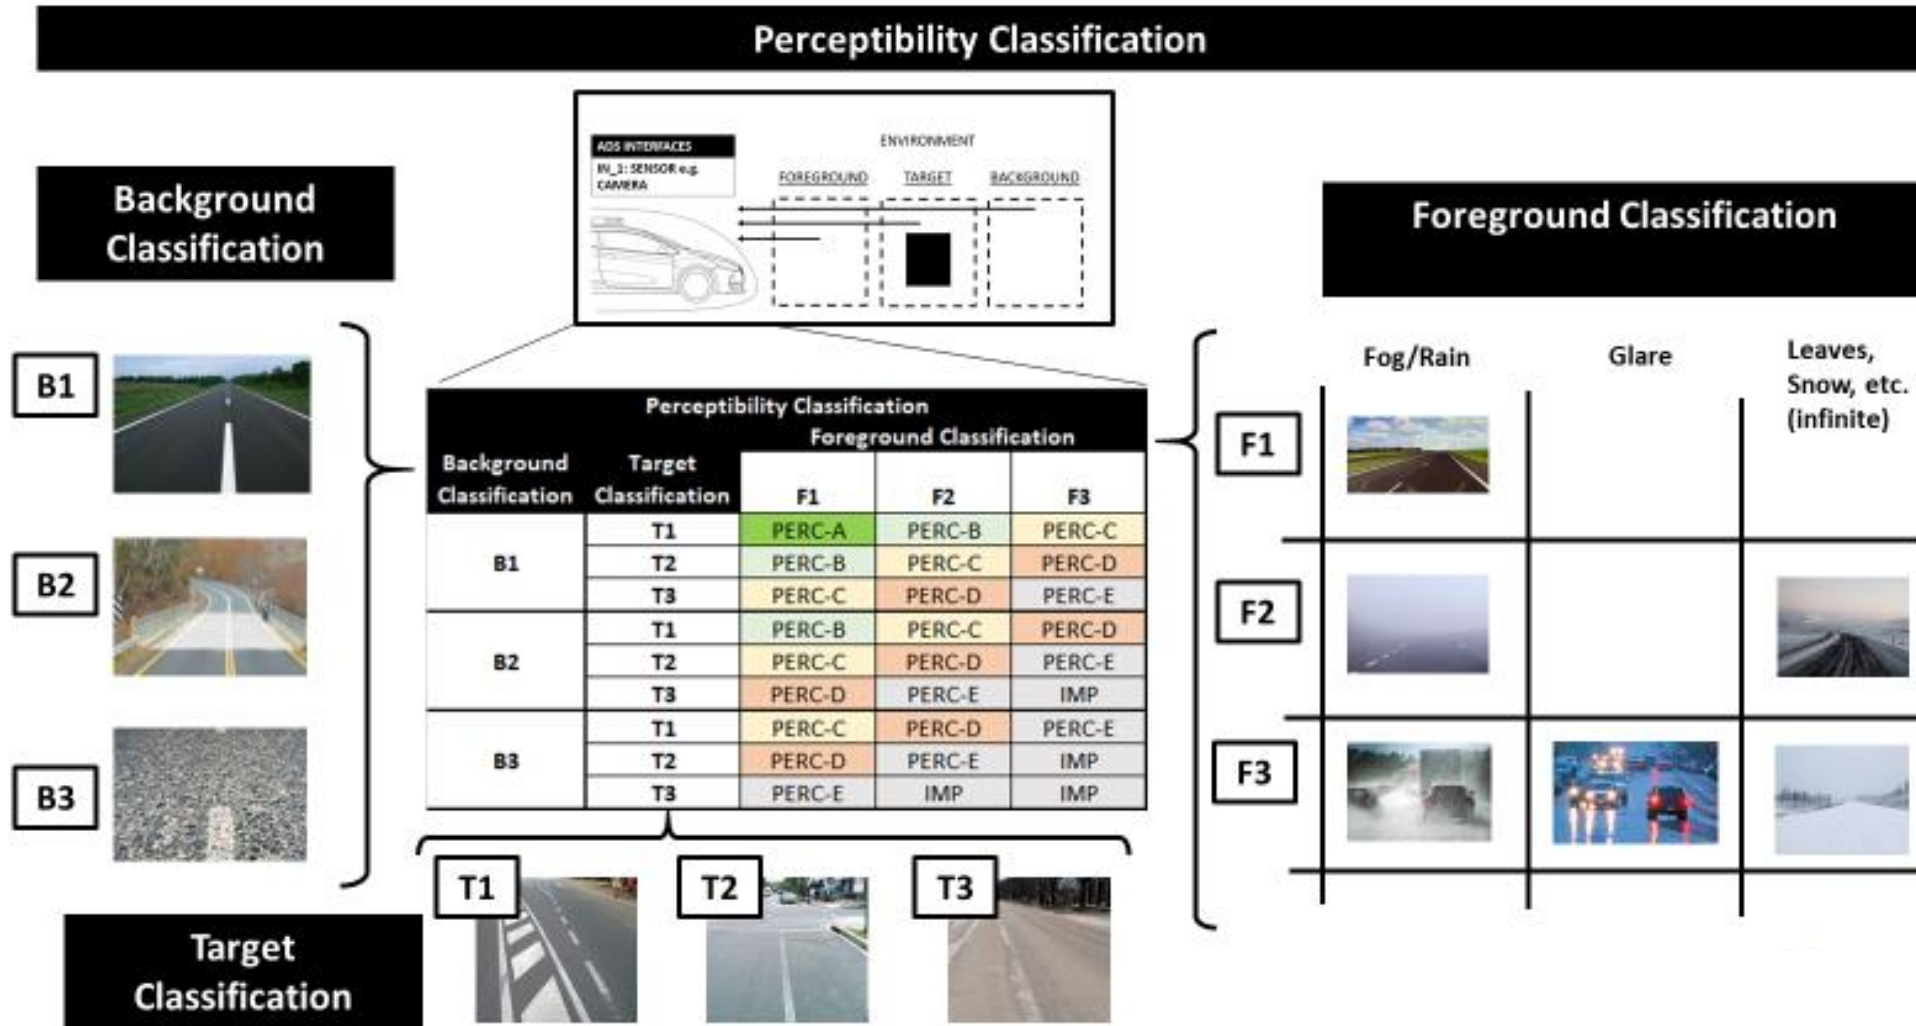 Perceptibility Classification
ADS INTERFACES
IN_1: SENSOR e.g.
CAMERA
ENVIRONMENT
FOREGROUND TARGET BACKGROUND
Background
Classification
B1
B2
B3
Perceptibility Classification
Foreground Classification
Background Target
Classification Classification F1 F2 F3
T1 PERC-A PERC-B PERC-C
B1 T2 PERC-B PERC-C PERC-D
T3 PERC-C PERC-D PERC-E
T1 PERC-B PERC-C PERC-D
B2 T2 PERC-C PERC-D PERC-E
T3 PERC-D PERC-E IMP
T1 PERC-C PERC-D PERC-E
B3 T2 PERC-D PERC-E IMP
T3 PERC-E IMP IMP
Foreground Classification
Fog/Rain Glare Leaves,
Snow, etc.
(infinite)
F1
F2
F3
Target
Classification
T1 T2 T3